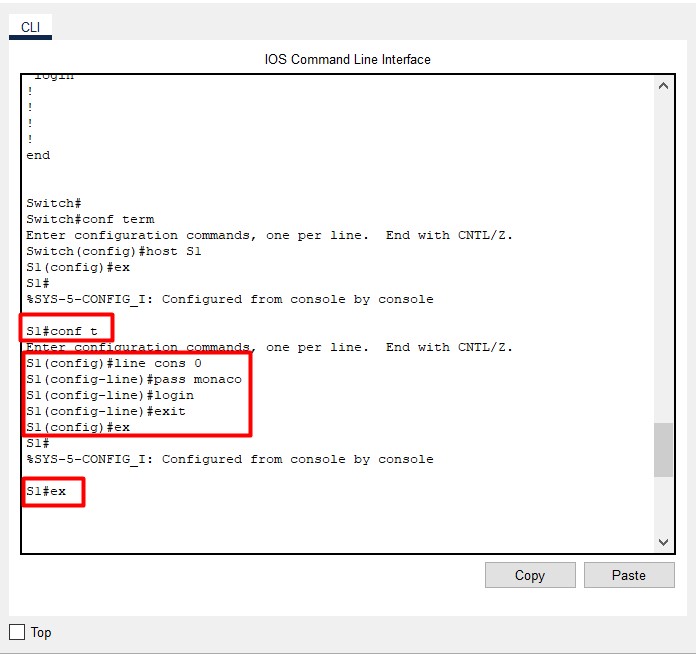 CLI
IOS Command Line Interface
login
!
!
!
!
end
Switch#
Switch#conf term
Enter configuration commands, one per line.  End with CNTL/Z.
Switch(config)#host S1
S1(config)#ex
S1#
%SYS-5-CONFIG_I: Configured from console by console
S1#conf t
Enter configuration commands, one per line.  End with CNTL/Z.
S1(config)#line cons 0
S1(config-line)#pass monaco
S1(config-line)#login
S1(config-line)#exit
S1(config)#ex
S1#
%SYS-5-CONFIG_I: Configured from console by console
S1#ex
Copy
Paste
Top